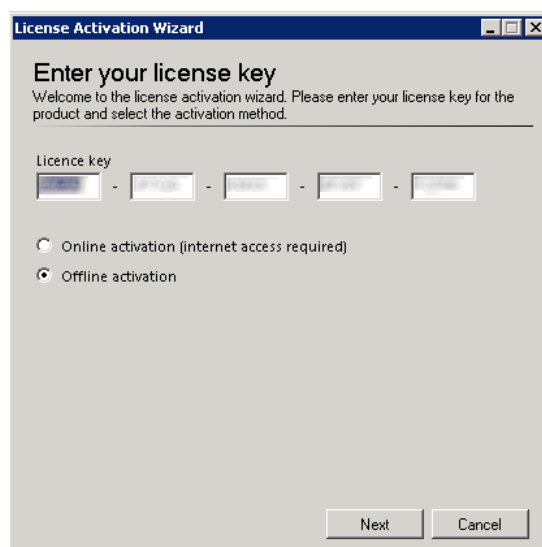 License Activation Wizard
Enter your license key
Welcome to the license activation wizard. Please enter your license key for the
product and select the activation method.
Licence key
- - - -
Online activation (internet access required)
Offline activation
Next Cancel